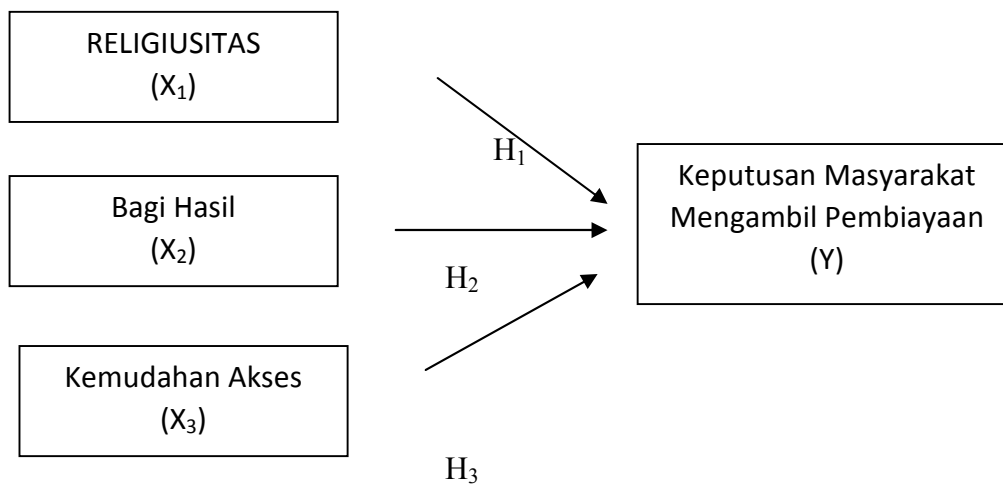 RELIGIUSITAS
(X₁)
H₁
Bagi Hasil
(X₂)
H₂
Kemudahan Akses
(X₃)
H₃
Keputusan Masyarakat
Mengambil Pembiayaan
(Y)